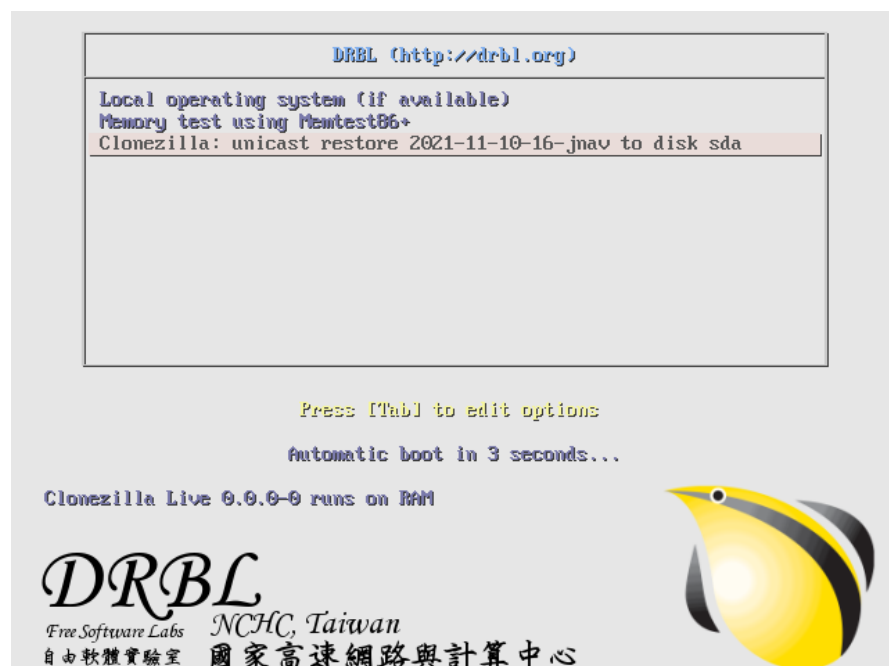 DRBL (http://drbl.org)
Local operating system (if available)
Memory test using Memtest86+
Clonezilla: unicast restore 2021-11-10-16-jnav to disk sda
Press [Tab] to edit options
Automatic boot in 3 seconds...
Clonezilla Live 0.0.0-0 runs on RAM
DRBL
Free Software Labs NCHC, Taiwan
自由軟體實驗室 國家高速網路與計算中心